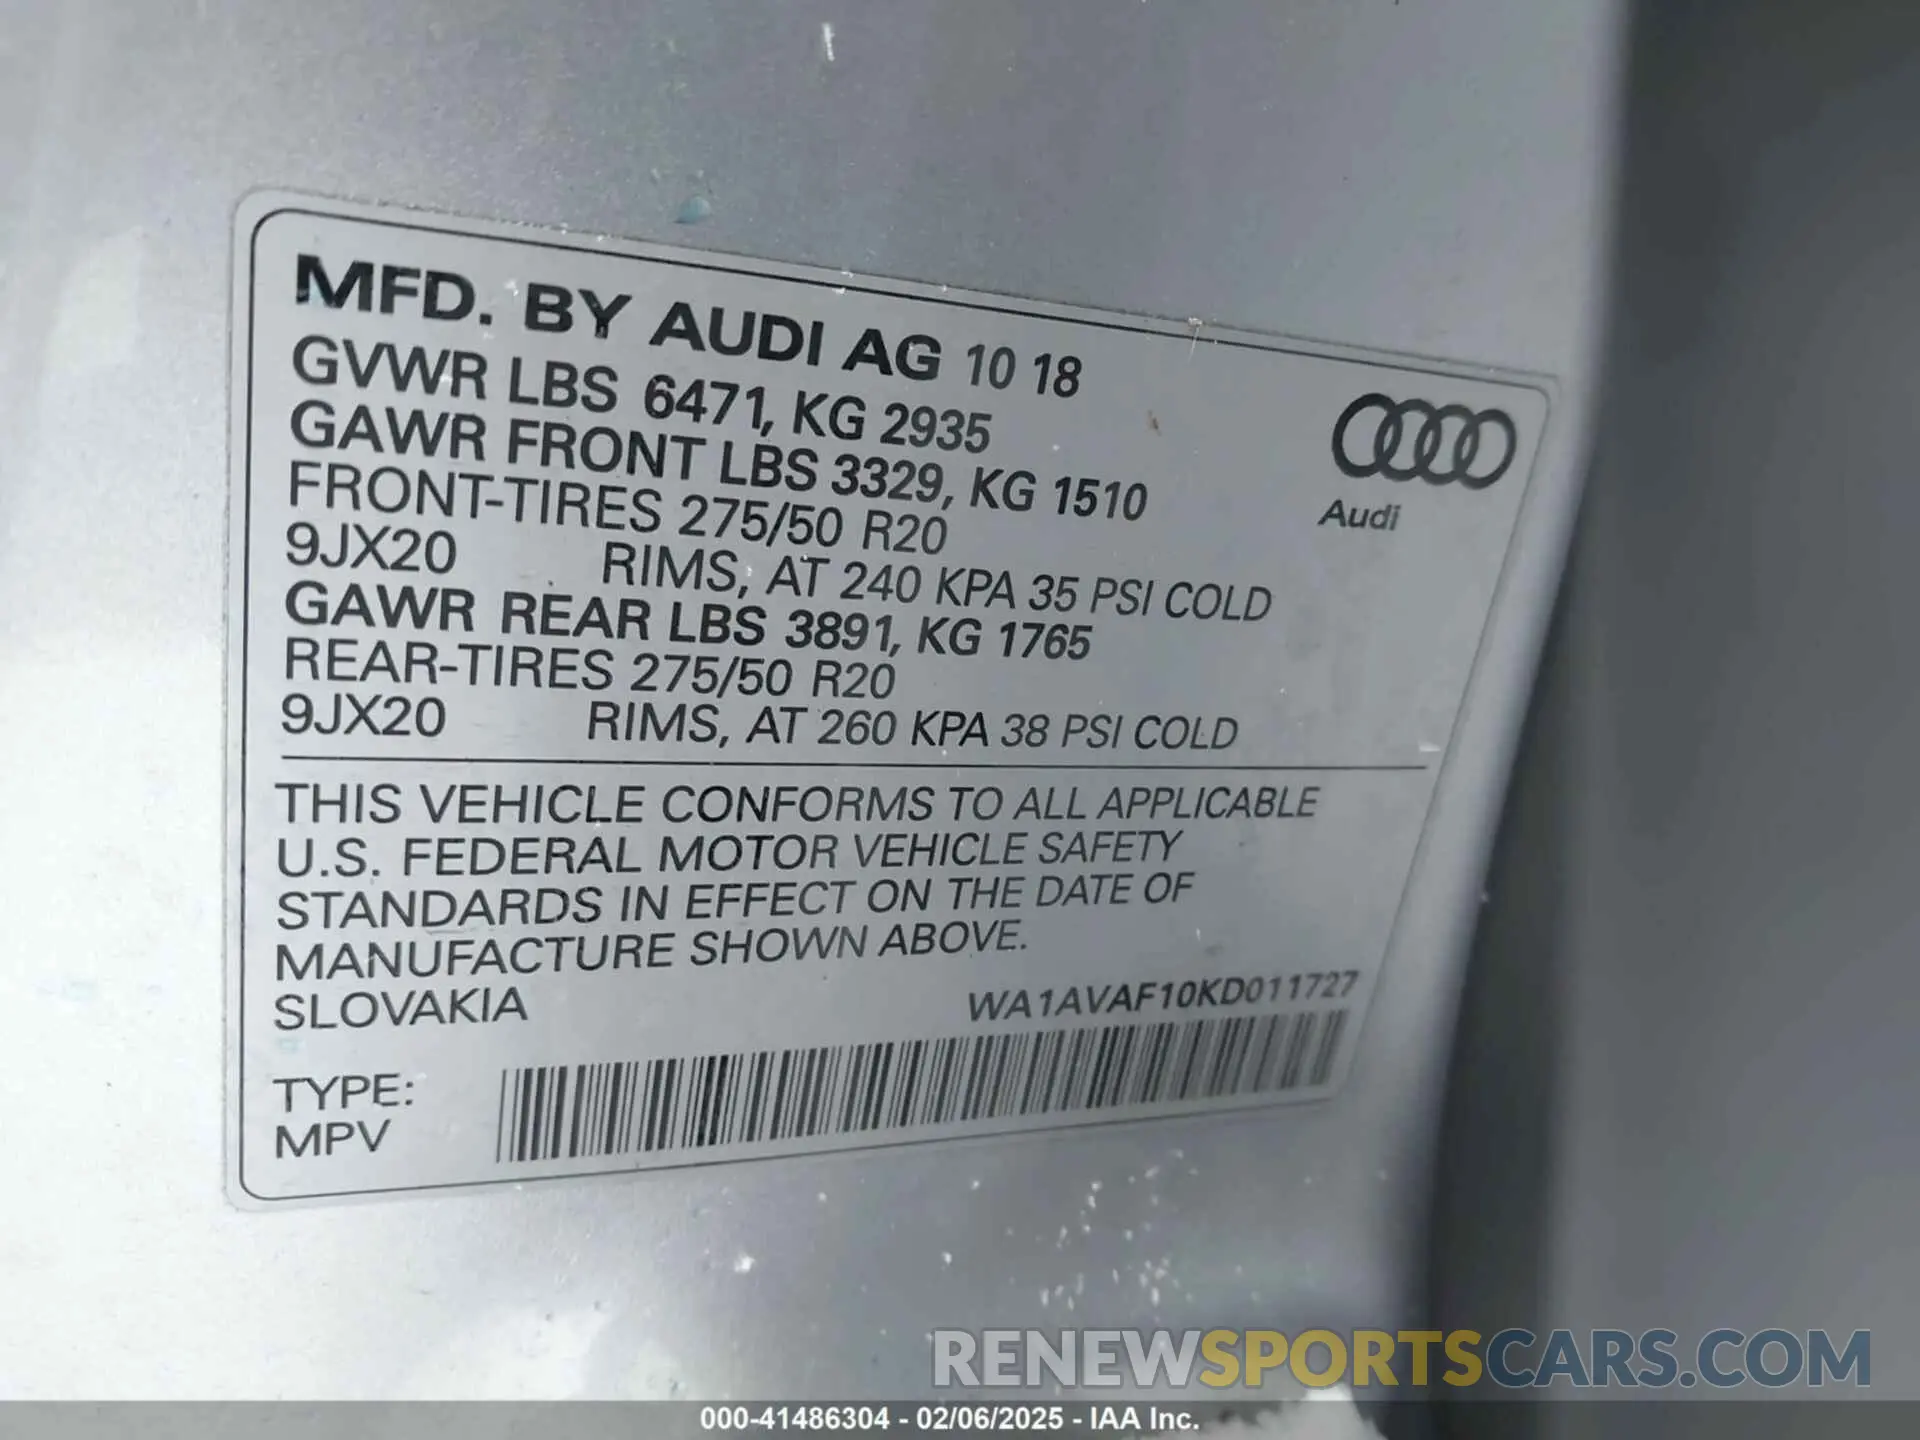 MFD. BY AUDI AG 10 18
GVWR LBS 6471, KG 2935
GAWR FRONT LBS 3329, KG 1510
FRONT-TIRES 275/50 R20
9JX20 RIMS, AT 240 KPA 35 PSI COLD
GAWR REAR LBS 3891, KG 1765
REAR-TIRES 275/50 R20
9JX20 RIMS, AT 260 KPA 38 PSI COLD
Audi
THIS VEHICLE CONFORMS TO ALL APPLICABLE
U.S. FEDERAL MOTOR VEHICLE SAFETY
STANDARDS IN EFFECT ON THE DATE OF
MANUFACTURE SHOWN ABOVE.
SLOVAKIA WA1AVAF10KD011727
TYPE:
MPV
RENEWSPORTSCARS.COM
000-41486304 - 02/06/2025 - IAA Inc.